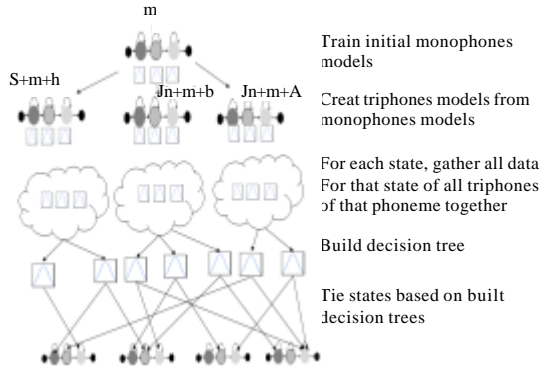 m
Train initial monophones
models
S+m+h
Jn+m+b
Jn+m+A
Creat triphones models from
monophones models
For each state, gather all data
For that state of all triphones
of that phoneme together
Build decision tree
Tie states based on built
decision trees